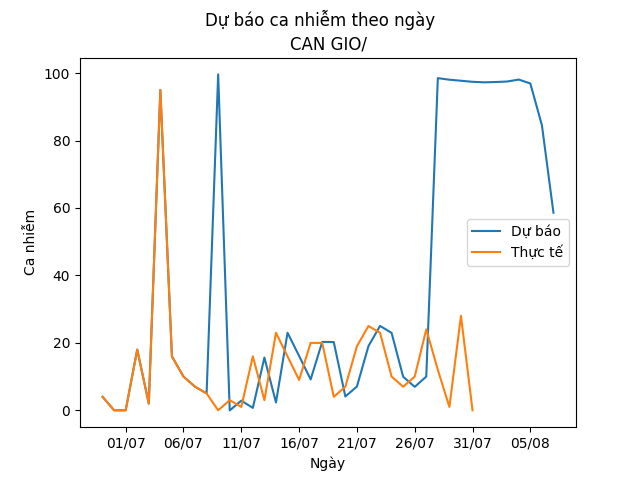 Dự báo ca nhiễm theo ngày
CAN GIO/
100
80
60
40
20
0
Ca nhiễm
Dự báo
Thực tế
01/07 06/07 11/07 16/07 21/07 26/07 31/07 05/08
Ngày